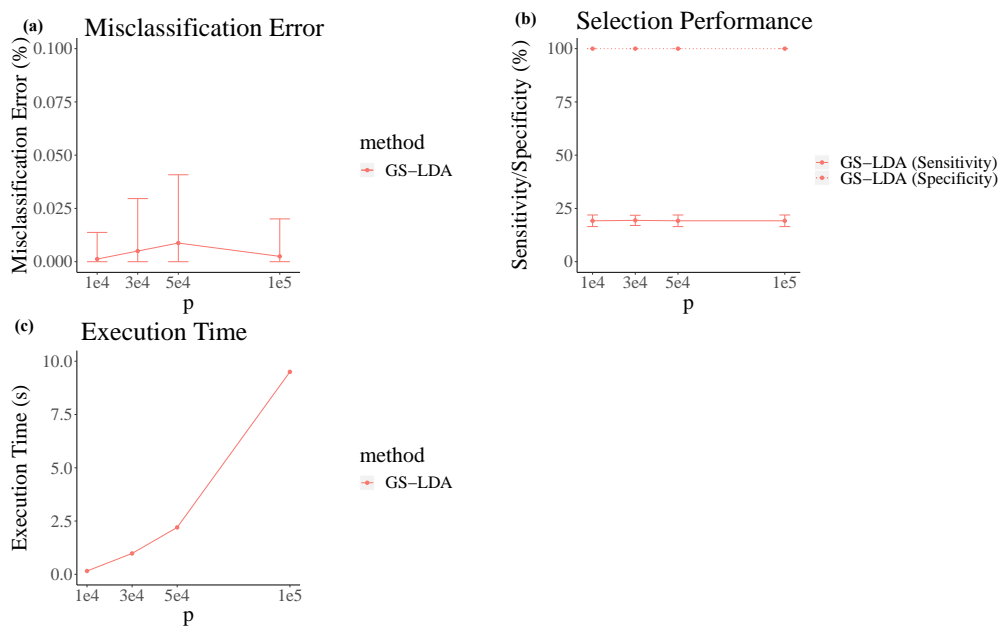 (a)
Misclassification Error
Misclassification Error (%)
0.100
0.075
0.050
0.025
0.000
1e4 3e4 5e4 1e5
p
method
GS−LDA
(b)
Selection Performance
Sensitivity/Specificity (%)
100
75
50
25
0
1e4 3e4 5e4 1e5
p
GS−LDA (Sensitivity)
GS−LDA (Specificity)
(c)
Execution Time
Execution Time (s)
10.0
7.5
5.0
2.5
0.0
1e4 3e4 5e4 1e5
p
method
GS−LDA